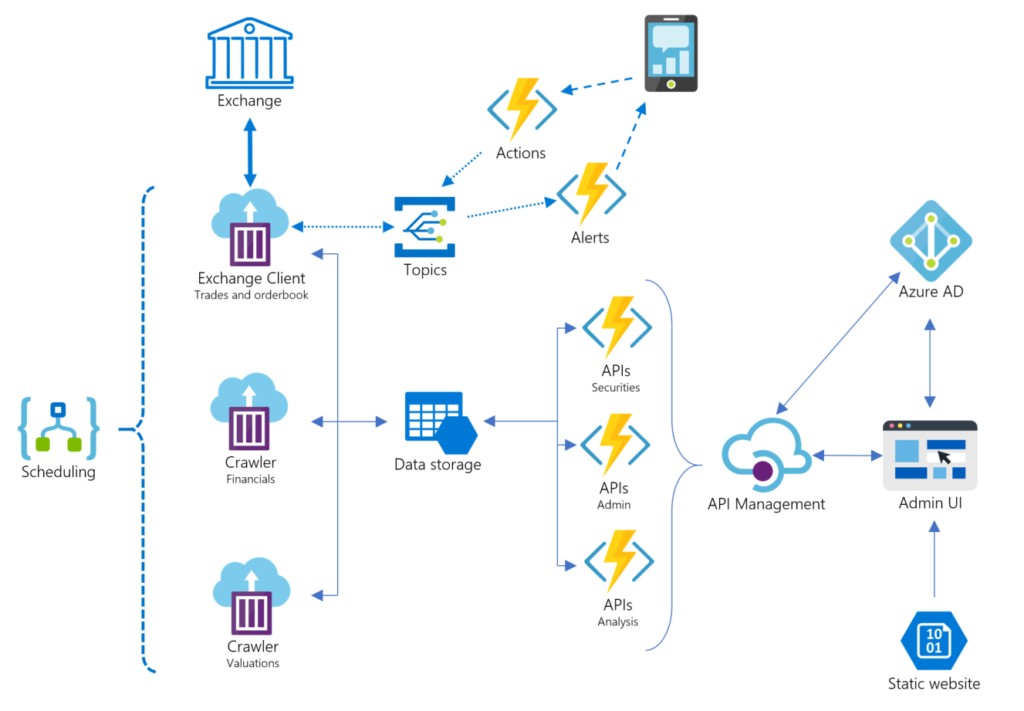 Exchange
Actions
Alerts
Exchange Client
Trades and orderbook
Topics
Azure AD
APIs
Securities
Scheduling
Crawler
Financials
Data storage
APIs
Admin
API Management
Admin UI
APIs
Analysis
Crawler
Valuations
10
01
Static website